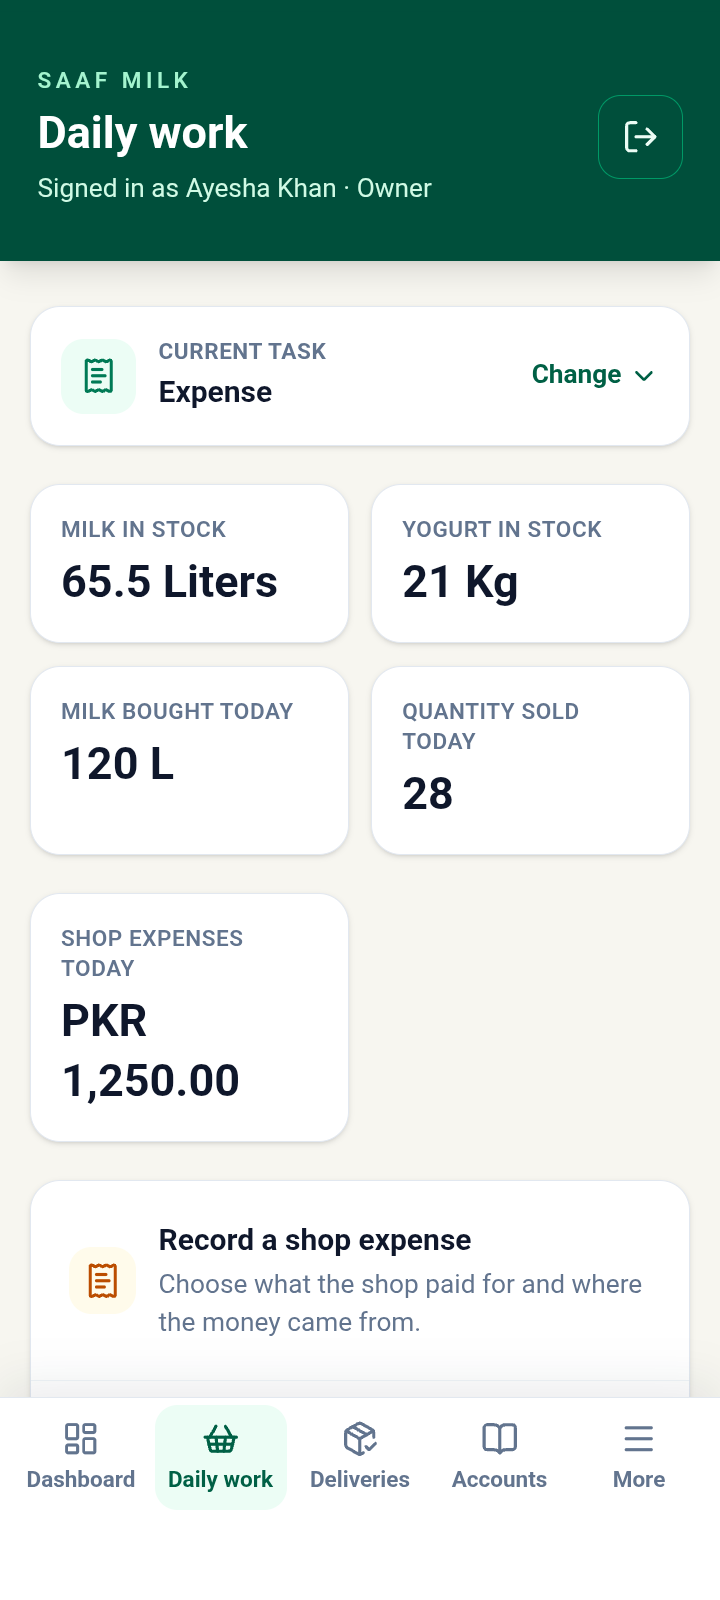 SAAF MILK
Daily work
Signed in as Ayesha Khan · Owner
CURRENT TASK
Expense
Change
MILK IN STOCK
65.5 Liters
YOGURT IN STOCK
21 Kg
MILK BOUGHT TODAY
120 L
QUANTITY SOLD
TODAY
28
SHOP EXPENSES
TODAY
PKR
1,250.00
Record a shop expense
Choose what the shop paid for and where
the money came from.
Dashboard
Daily work
Deliveries
Accounts
More